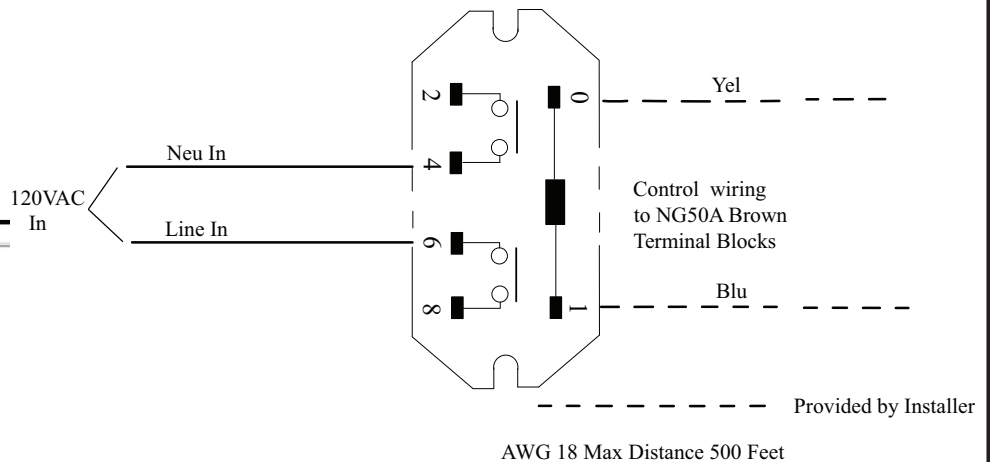 2
0
Yel
Neu In
4
120VAC
In
Control wiring
to NG50A Brown
Terminal Blocks
Line In
6
Blu
8
1
Provided by Installer
AWG 18 Max Distance 500 Feet